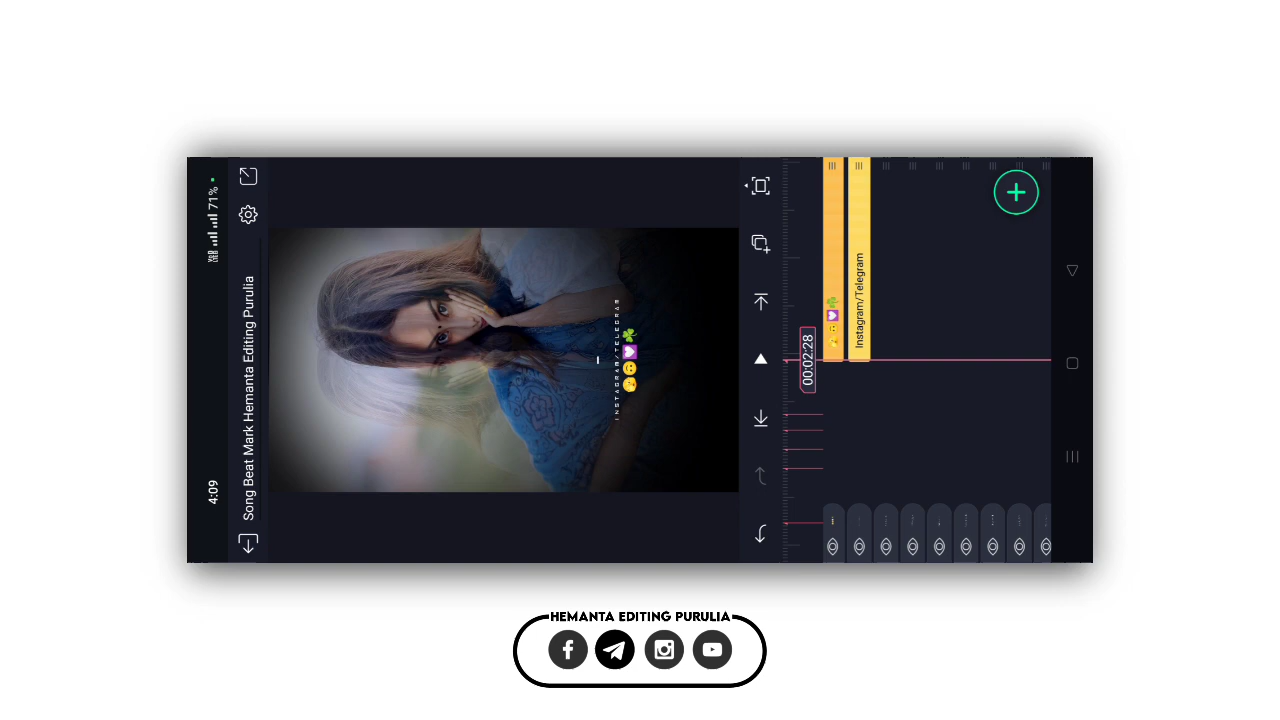 4:09
71%
Song Beat Mark Hemanta Editing Purulia
INSTAGRAM/TELEGRAM
00:02:28
Instagram/Telegram
HEMANTA EDITING PURULIA